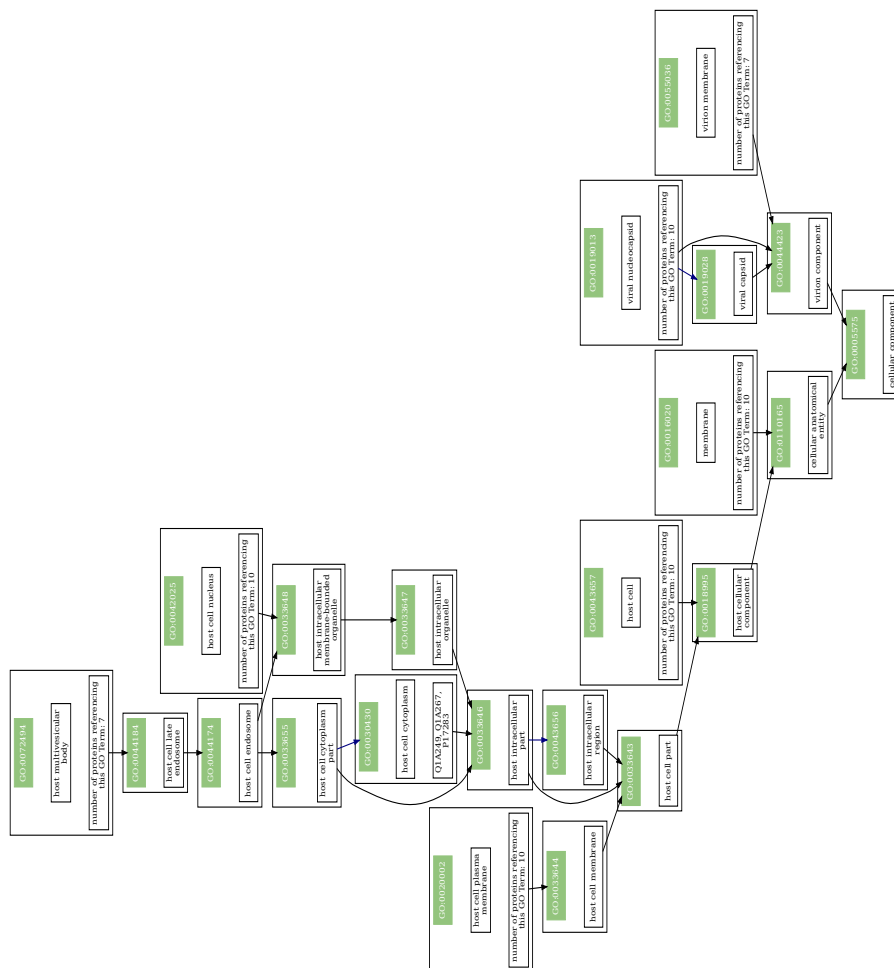 GO:0055036
virion membrane
number of proteins referencing
this GO Term: 7
GO:0019013
viral nucleocapsid
number of proteins referencing
this GO Term: 10
GO:0019028
viral capsid
GO:0044423
virion component
GO:0005575
cellular component
GO:0016020
membrane
number of proteins referencing
this GO Term: 10
GO:0110165
cellular anatomical
entity
GO:0043657
host cell
number of proteins referencing
this GO Term: 10
GO:0018995
host cellular
component
GO:0042025
host cell nucleus
number of proteins referencing
this GO Term: 10
GO:0033648
host intracellular
membrane-bounded
organelle
GO:0033647
host intracellular
organelle
GO:0072494
host multivesicular
body
number of proteins referencing
this GO Term: 7
GO:0044184
host cell late
endosome
GO:0044174
host cell endosome
GO:0033655
host cell cytoplasm
part
GO:0030430
host cell cytoplasm
Q1A249, Q1A267,
P17283
GO:0033646
host intracellular
part
GO:0043656
host intracellular
region
GO:0033643
host cell part
GO:0020002
host cell plasma
membrane
number of proteins referencing
this GO Term: 10
GO:0033644
host cell membrane